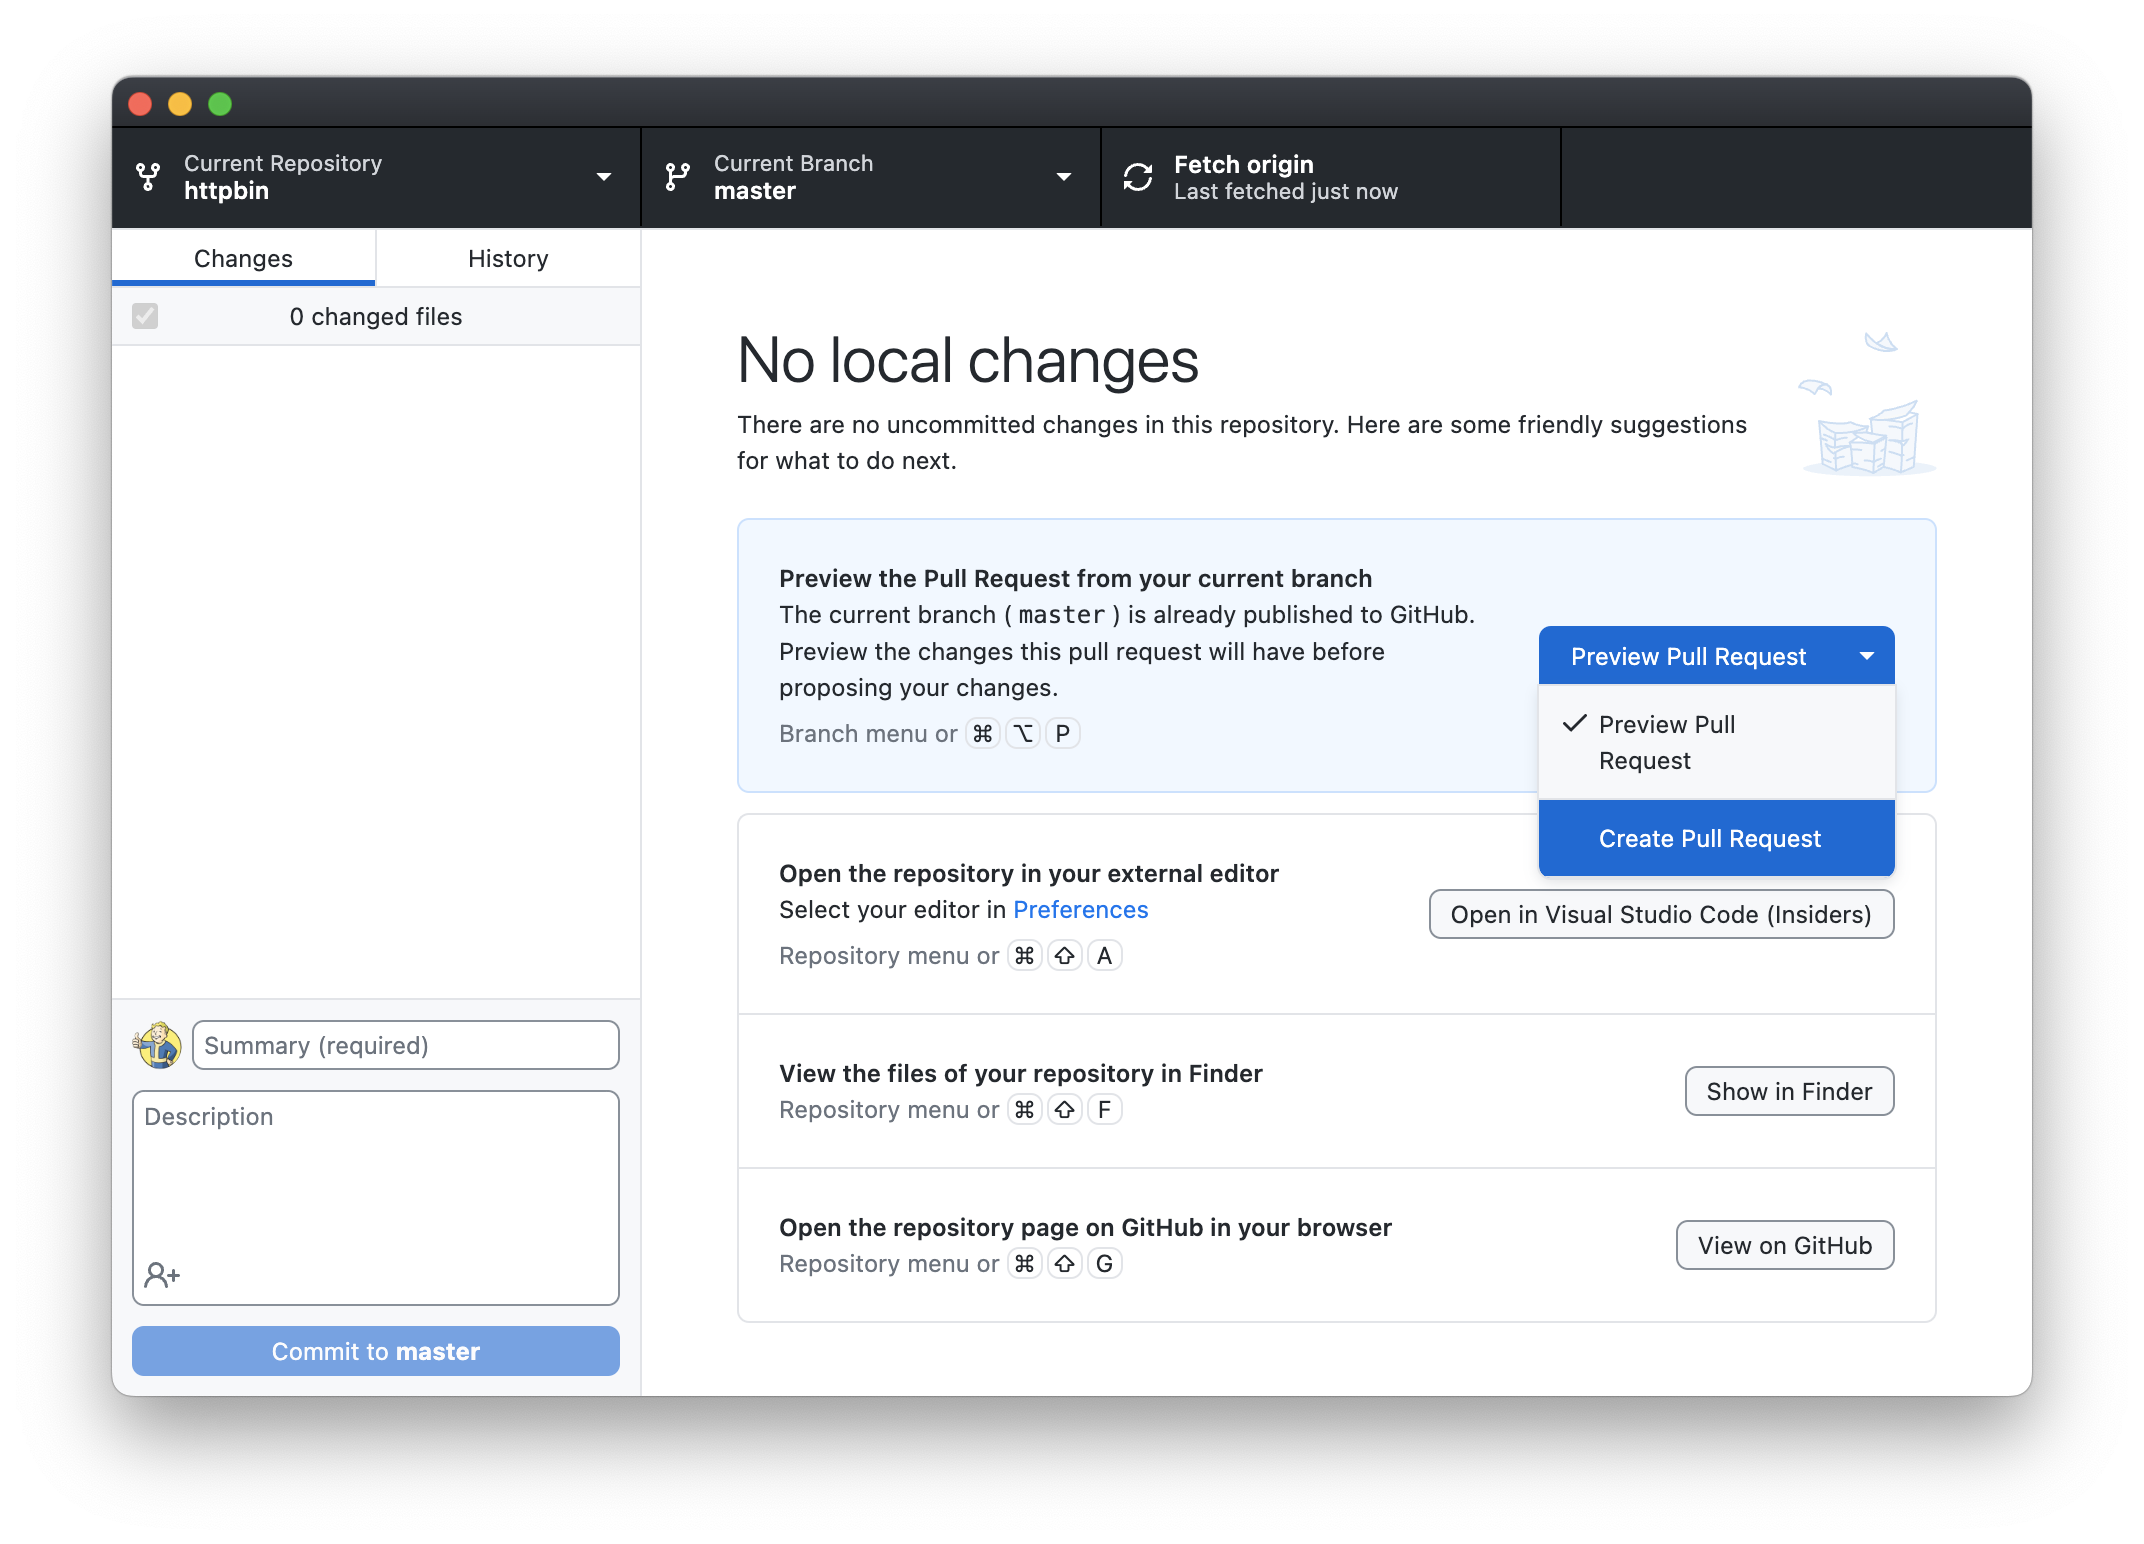 Current Repository
httpbin
Current Branch
master
Fetch origin
Last fetched just now
Changes
History
0 changed files
No local changes
There are no uncommitted changes in this repository. Here are some friendly suggestions
for what to do next.
Preview the Pull Request from your current branch
The current branch (master) is already published to GitHub.
Preview the changes this pull request will have before
proposing your changes.
Branch menu or ⌘ ⌥ P
Preview Pull Request
Preview Pull
Request
Create Pull Request
Open the repository in your external editor
Select your editor in Preferences
Repository menu or ⌘ ⇧ A
Open in Visual Studio Code (Insiders)
View the files of your repository in Finder
Repository menu or ⌘ ⇧ F
Show in Finder
Open the repository page on GitHub in your browser
Repository menu or ⌘ ⇧ G
View on GitHub
Summary (required)
Description
Commit to master